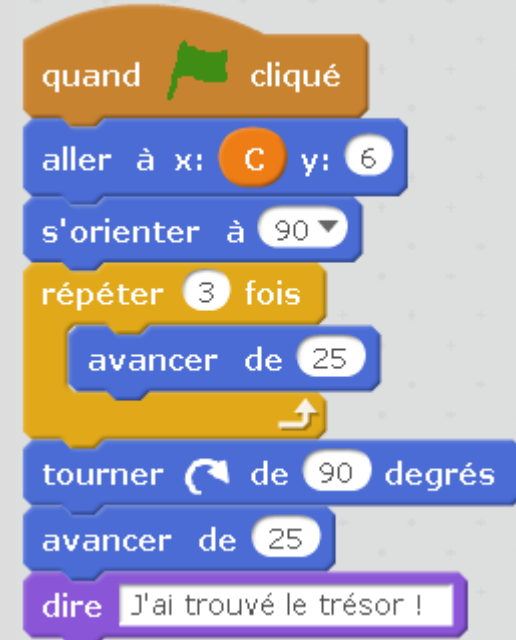 quand cliqué
aller à x: C y: 6
s'orienter à 90
répéter 3 fois
avancer de 25
tourner de 90 degrés
avancer de 25
dire J'ai trouvé le trésor !